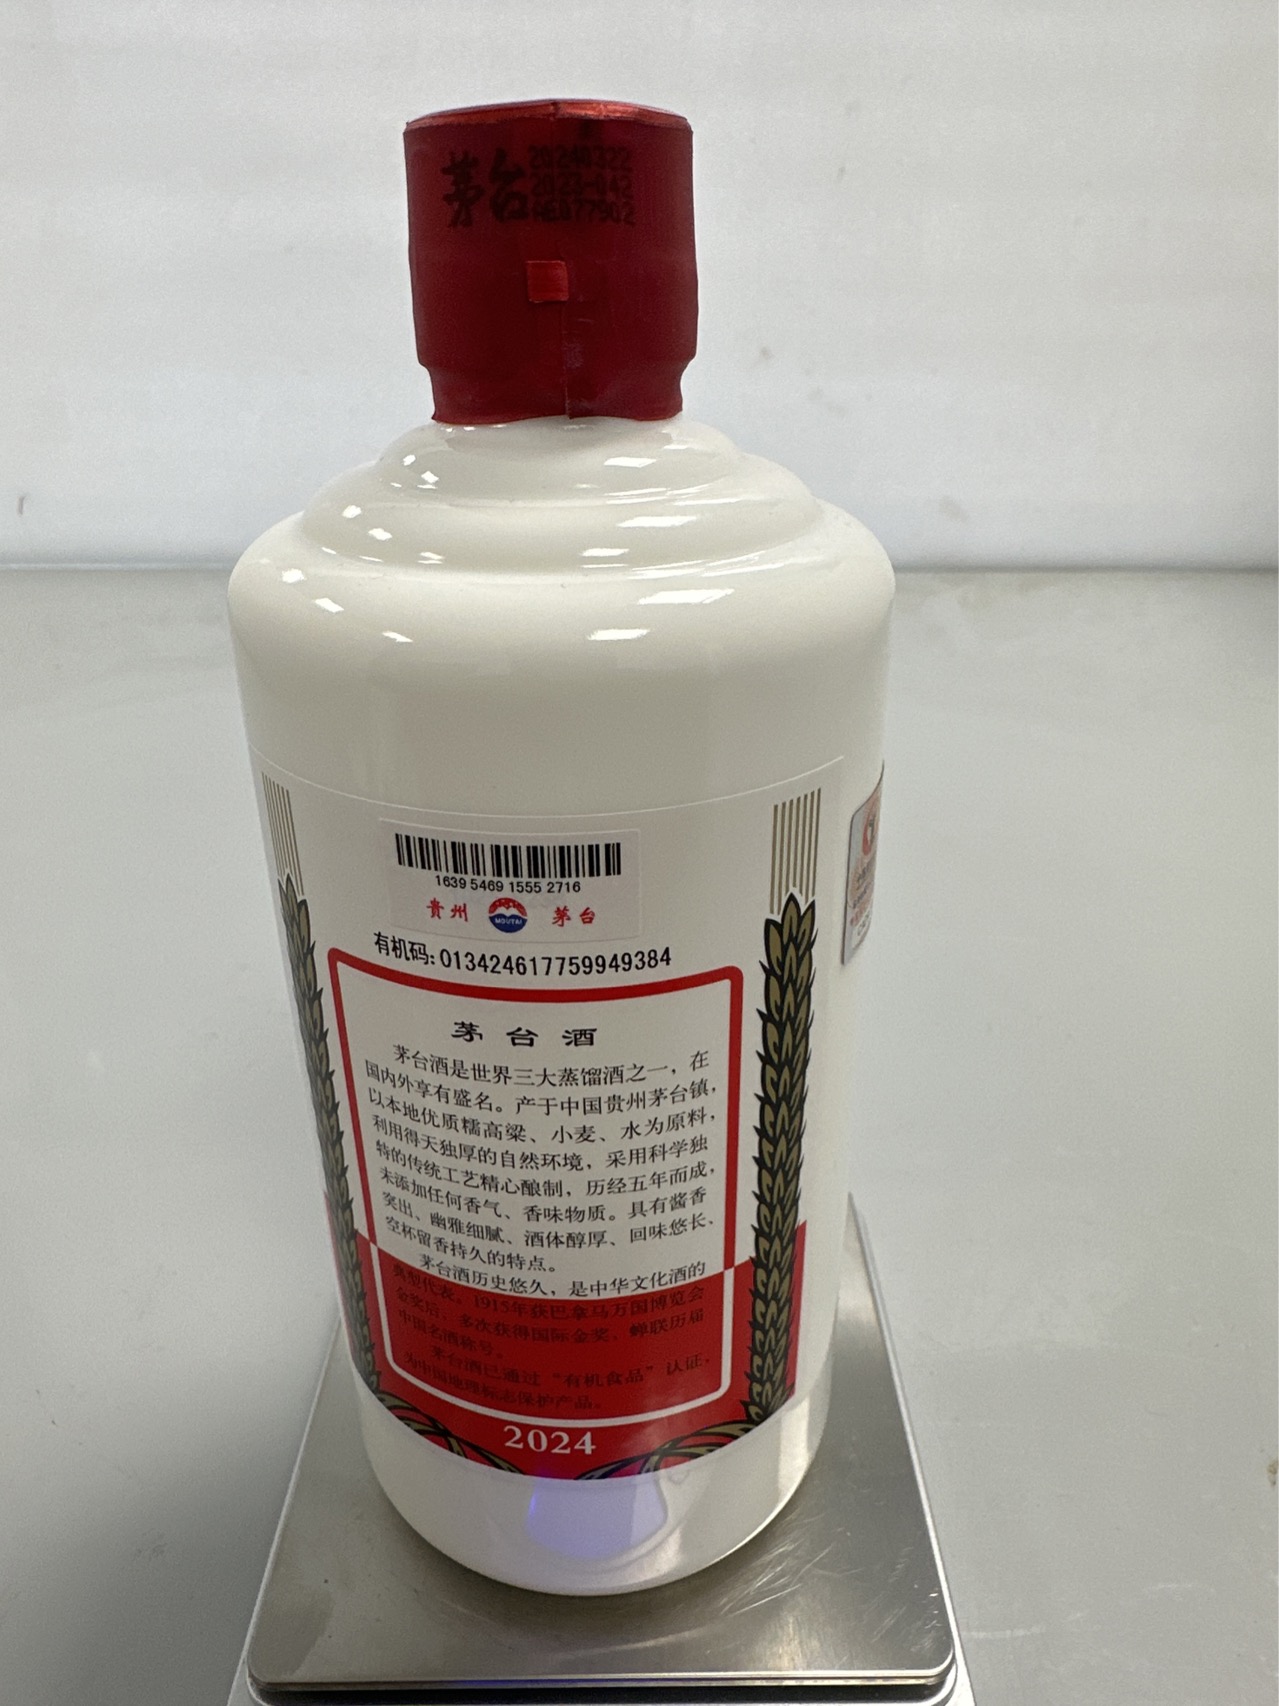 茅台
20240322
2023-142
1639 5469 1555 2716
贵州 MOUTAI 茅台
有机码:013424617759949384
茅台酒
茅台酒是世界三大蒸馏酒之一，在
国内外享有盛名。产于中国贵州茅台镇，
以本地优质糯高粱、小麦、水为原料，
利用得天独厚的自然环境，采用科学独
特的传统工艺精心酿制，历经五年而成，
未添加任何香气、香味物质。具有酱香
突出、幽雅细腻、酒体醇厚、回味悠长、
空杯留香持久的特点。
茅台酒历史悠久，是中华文化酒的
典型代表。1915年获巴拿马万国博览会
金奖后，多次获得国际金奖、蝉联历届
中国名酒称号。
茅台酒已通过“有机食品”认证，
为中国地理标志保护产品。
2024